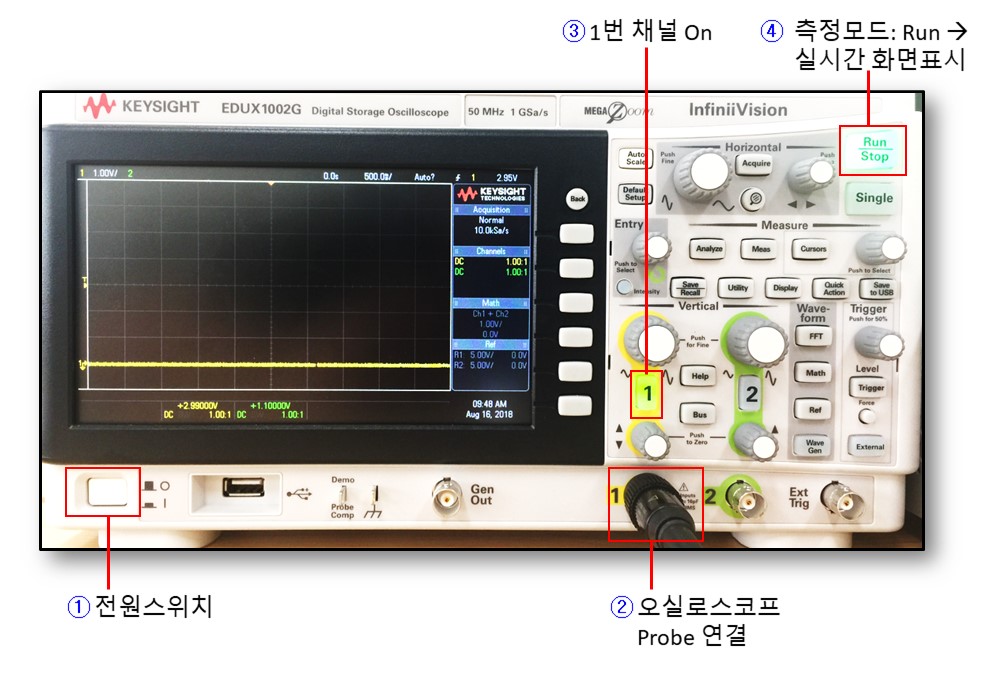 ③ 1번 채널 On
④ 측정모드: Run →
실시간 화면표시
KEYSIGHT EDUX1002G Digital Storage Oscilloscope 50 MHz 1 GSa/s MEGA Zoom InfiniiVision
Run
Stop
Single
Auto
Scale
Push
Fine
Horizontal
Acquire
Push
Default
Setup
Back
1 1.00V/ 2 0.0s 500.0ms/ Auto? 1 2.95V
KEYSIGHT
TECHNOLOGIES
Acquisition
Normal
10.0kSa/s
Channels
DC 1.00:1
DC 1.00:1
Math
Ch1 + Ch2
1.00V/
0.0V
Ref
R1: 5.00V/ 0.0V
R2: 5.00V/ 0.0V
+2.99000V +1.10000V
DC 1.00:1 DC 1.00:1
09:48 AM
Aug 16, 2018
Entry
Push to
Select
Intensity
Measure
Analyze
Meas
Cursors
Push to Select
Save
Recall
Utility
Display
Quick
Action
Save
to USB
Vertical
Push
for Fine
1
Help
2
Bus
Push
to Zero
Wave-
form
FFT
Math
Ref
Wave
Gen
Trigger
Push for 50%
Level
Trigger
Force
External
Demo
Probe
Comp
Gen
Out
1
2
Ext
Trig
① 전원스위치
② 오실로스코프
Probe 연결